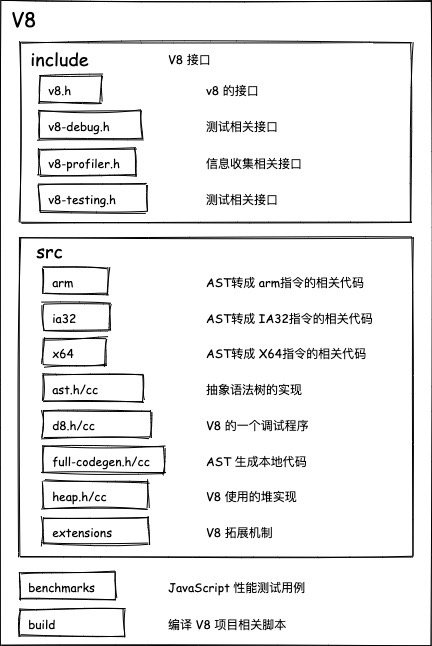 V8
include V8 接口
v8.h v8 的接口
v8-debug.h 测试相关接口
v8-profiler.h 信息收集相关接口
v8-testing.h 测试相关接口
src
arm AST转成 arm指令的相关代码
ia32 AST转成 IA32指令的相关代码
x64 AST转成 X64指令的相关代码
ast.h/cc 抽象语法树的实现
d8.h/cc V8 的一个调试程序
full-codegen.h/cc AST 生成本地代码
heap.h/cc V8 使用的堆实现
extensions V8 拓展机制
benchmarks JavaScript 性能测试用例
build 编译 V8 项目相关脚本